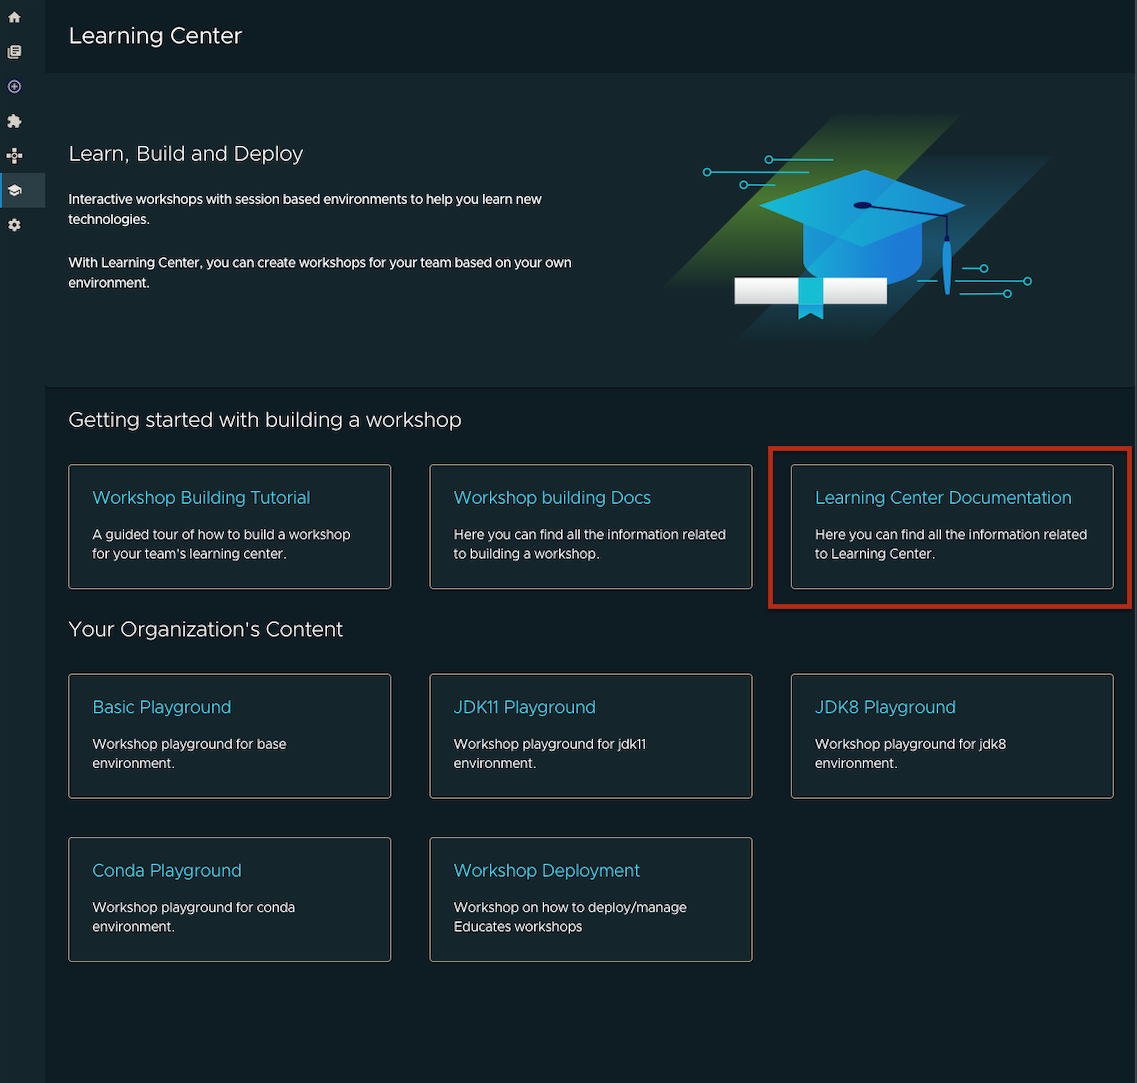 Learning Center
Learn, Build and Deploy
Interactive workshops with session based environments to help you learn new
technologies.
With Learning Center, you can create workshops for your team based on your own
environment.
Getting started with building a workshop
Workshop Building Tutorial
A guided tour of how to build a workshop
for your team's learning center.
Workshop building Docs
Here you can find all the information related
to building a workshop.
Learning Center Documentation
Here you can find all the information related
to Learning Center.
Your Organization's Content
Basic Playground
Workshop playground for base
environment.
JDK11 Playground
Workshop playground for jdk11
environment.
JDK8 Playground
Workshop playground for jdk8
environment.
Conda Playground
Workshop playground for conda
environment.
Workshop Deployment
Workshop on how to deploy/manage
Educates workshops